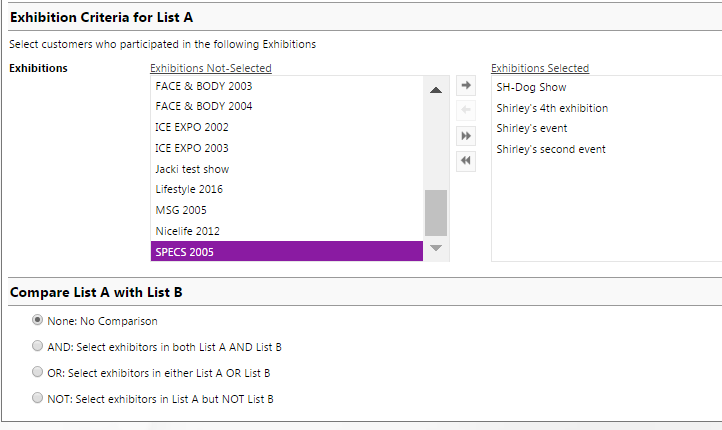 Exhibition Criteria for List A
Select customers who participated in the following Exhibitions
Exhibitions
Exhibitions Not-Selected
FACE & BODY 2003
FACE & BODY 2004
ICE EXPO 2002
ICE EXPO 2003
Jacki test show
Lifestyle 2016
MSG 2005
Nicelife 2012
SPECS 2005
Exhibitions Selected
SH-Dog Show
Shirley's 4th exhibition
Shirley's event
Shirley's second event
Compare List A with List B
None: No Comparison
AND: Select exhibitors in both List A AND List B
OR: Select exhibitors in either List A OR List B
NOT: Select exhibitors in List A but NOT List B